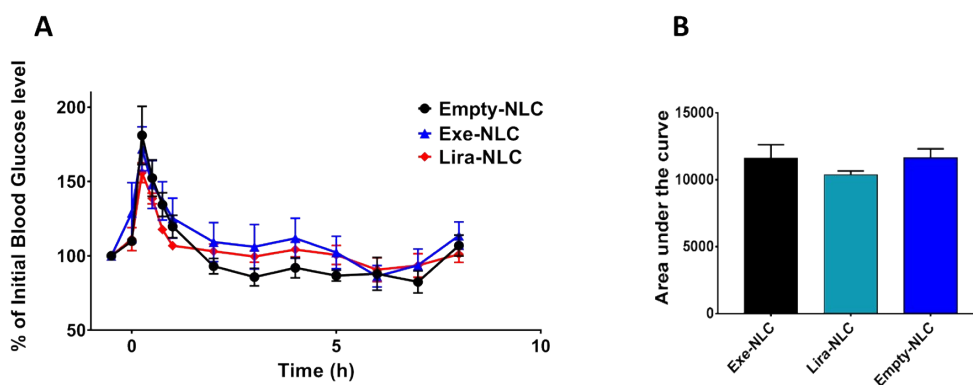 A
% of Initial Blood Glucose level
200
150
100
50
0
5
10
Time (h)
Empty-NLC
Exe-NLC
Lira-NLC
B
Area under the curve
15000
10000
5000
0
Exe-NLC
Lira-NLC
Empty-NLC